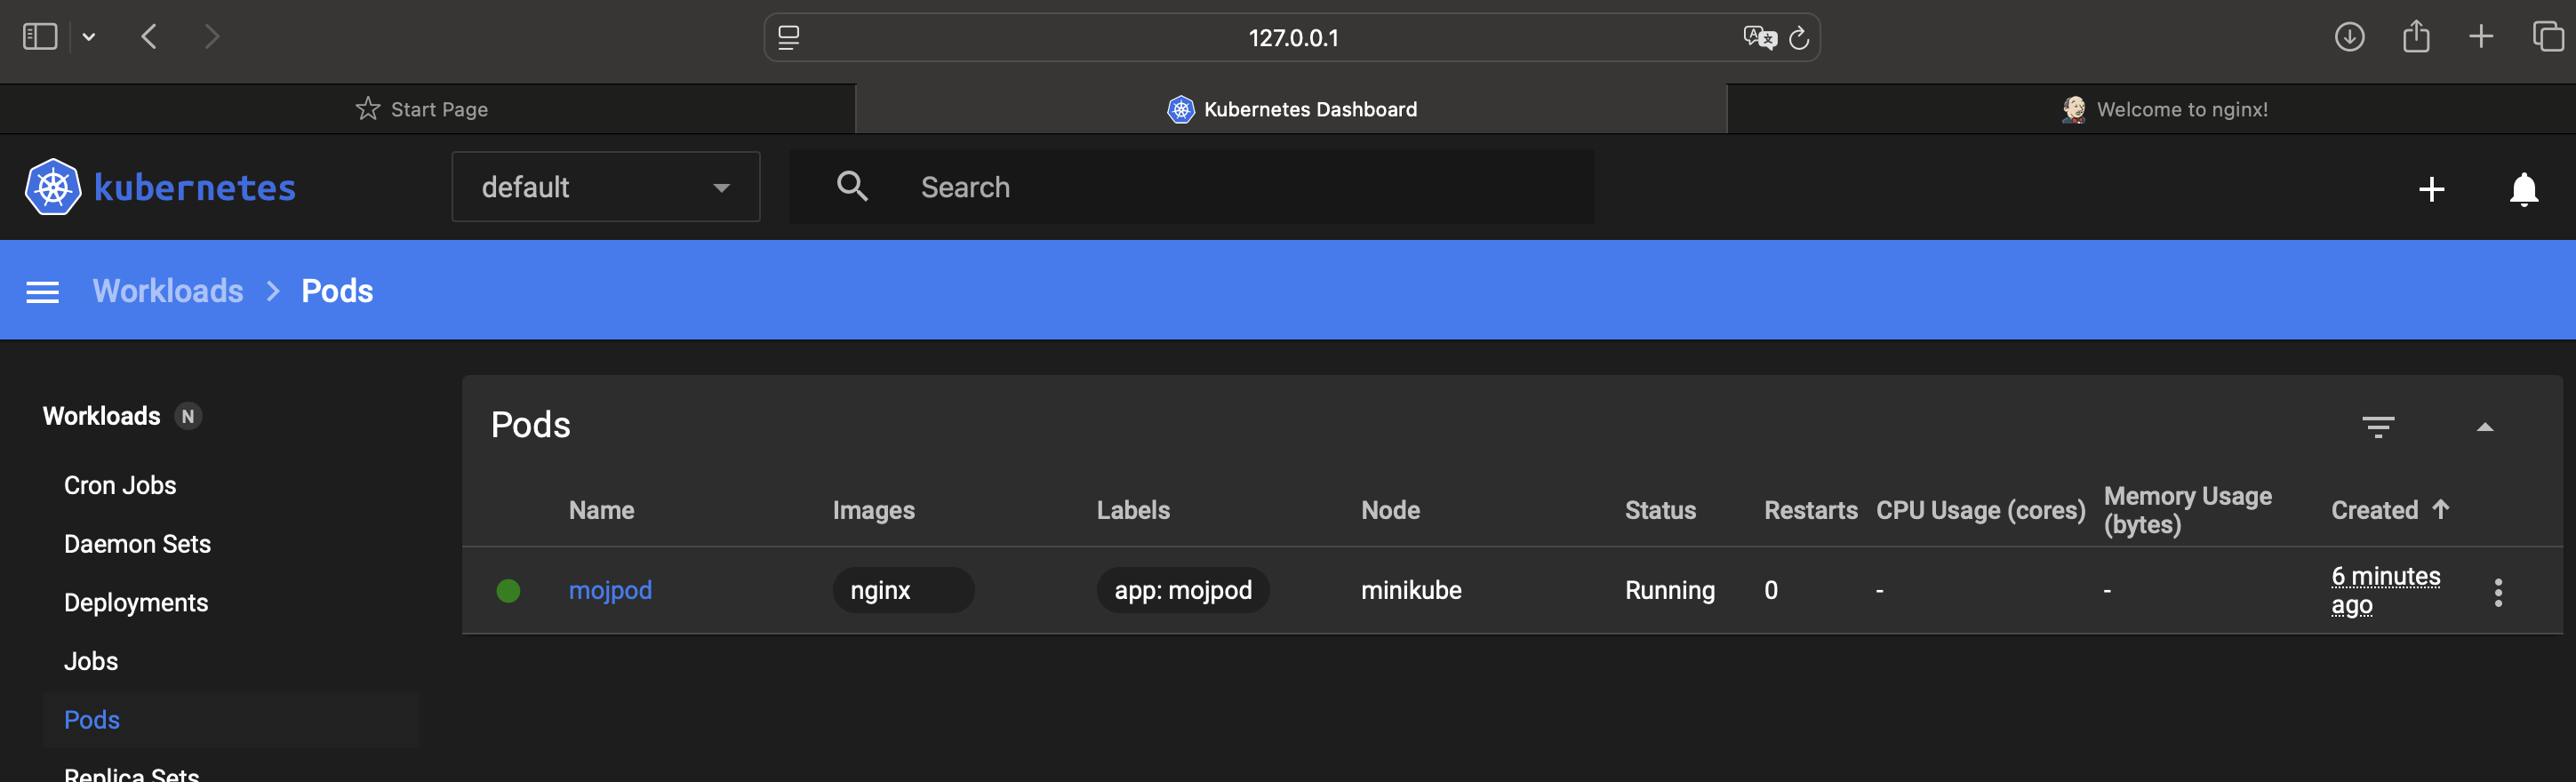 127.0.0.1
Start Page
Kubernetes Dashboard
Welcome to nginx!
kubernetes
default
Search
Workloads > Pods
Workloads N
Cron Jobs
Daemon Sets
Deployments
Jobs
Pods
Replica Sets
Pods
Name Images Labels Node Status Restarts CPU Usage (cores) Memory Usage (bytes) Created ↑
mojpod nginx app: mojpod minikube Running 0 - - 6 minutes ago